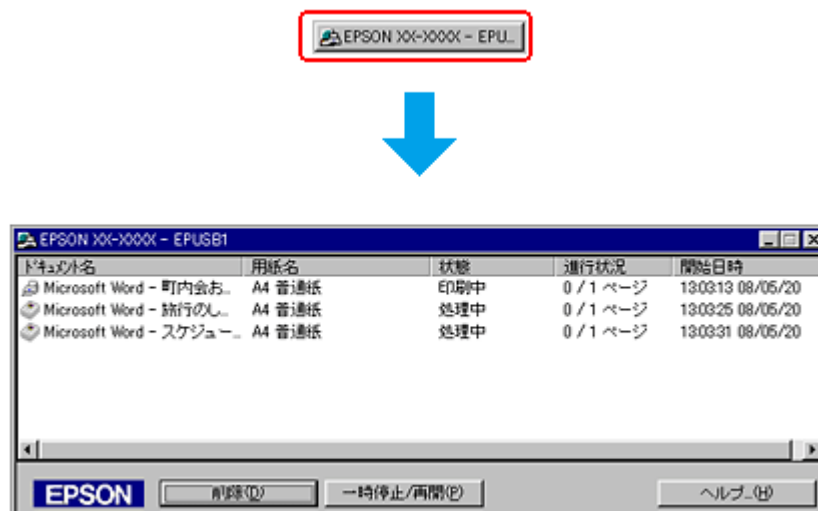 EPSON XX-XXXX - EPU...
EPSON XX-XXXX - EPUSB1
ドキュメント名 用紙名 状態 進行状況 開始日時
Microsoft Word - 町内会お... A4 普通紙 印刷中 0 / 1 ページ 13:03:13 08/05/20
Microsoft Word - 旅行のし... A4 普通紙 処理中 0 / 1 ページ 13:03:25 08/05/20
Microsoft Word - スケジュー... A4 普通紙 処理中 0 / 1 ページ 13:03:31 08/05/20
EPSON 削除(D) 一時停止/再開(P) ヘルプ...(H)